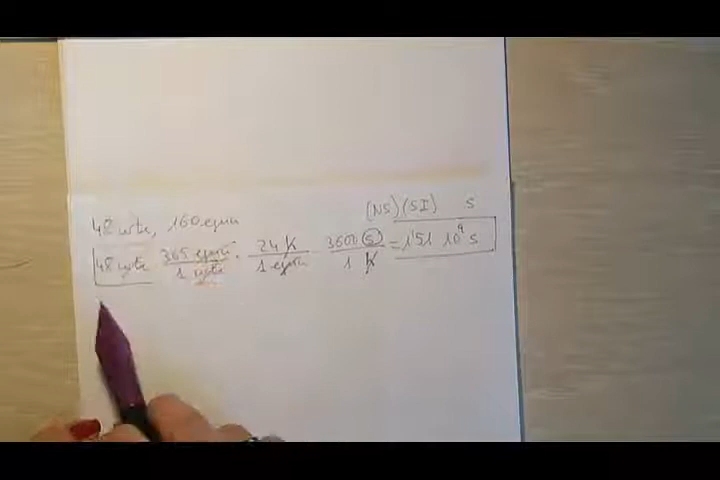 (NS) (SI) s
48 urte, 160 egun
48 urte 365 egun / 1 urte · 24 h / 1 egun 3600 s / 1 h = 1'51 10⁹ s